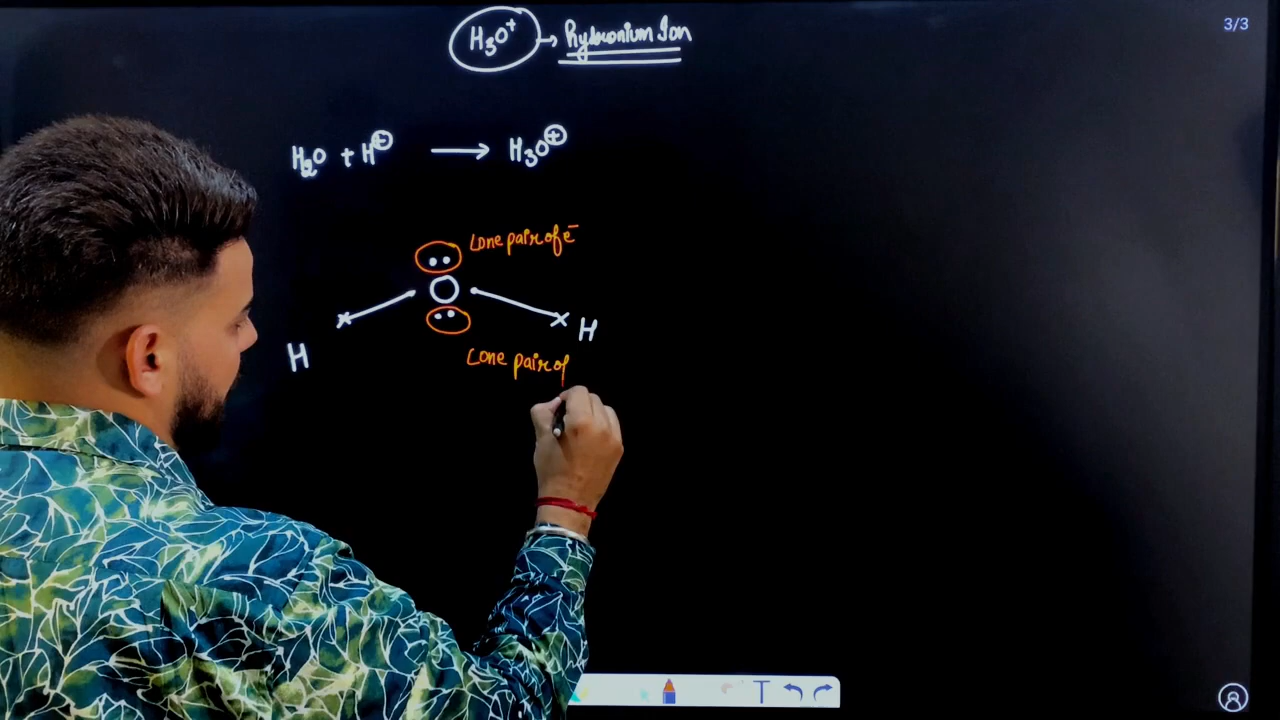 H₃O⁺ → Hydronium Ion
3/3
H₂O + H⊕ ⟶ H₃O⊕
Lone pair of e⁻
O
H
H
Lone pair of
T